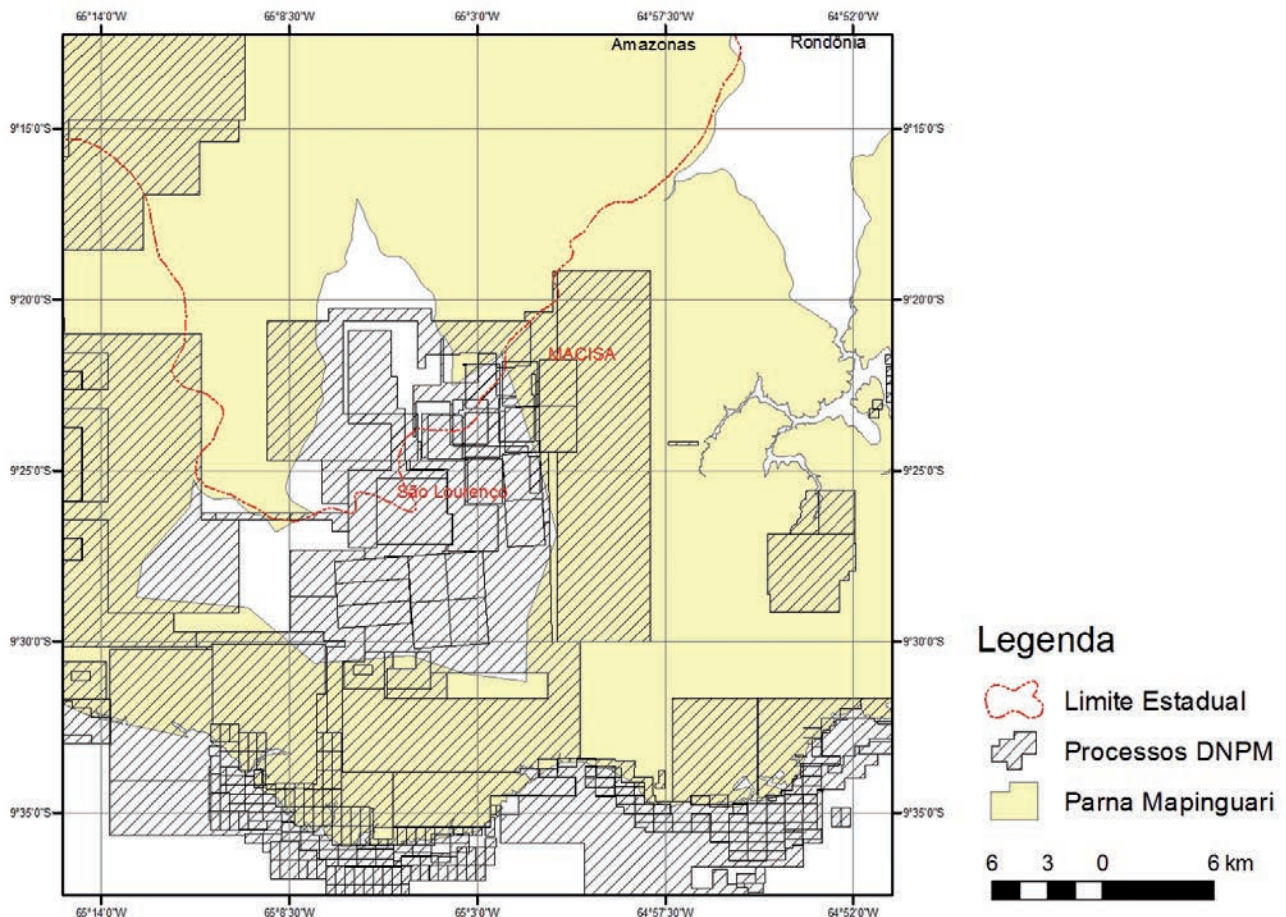 65°14'0"W 65°8'30"W 65°3'0"W 64°57'30"W 64°52'0"W
Amazonas Rondônia
9°15'0"S 9°15'0"S
9°20'0"S 9°20'0"S
MACISA
9°25'0"S 9°25'0"S
São Lourenço
9°30'0"S 9°30'0"S
9°35'0"S 9°35'0"S
65°14'0"W 65°8'30"W 65°3'0"W 64°57'30"W 64°52'0"W
Legenda
Limite Estadual
Processos DNPM
Parna Mapinguari
6 3 0 6 km